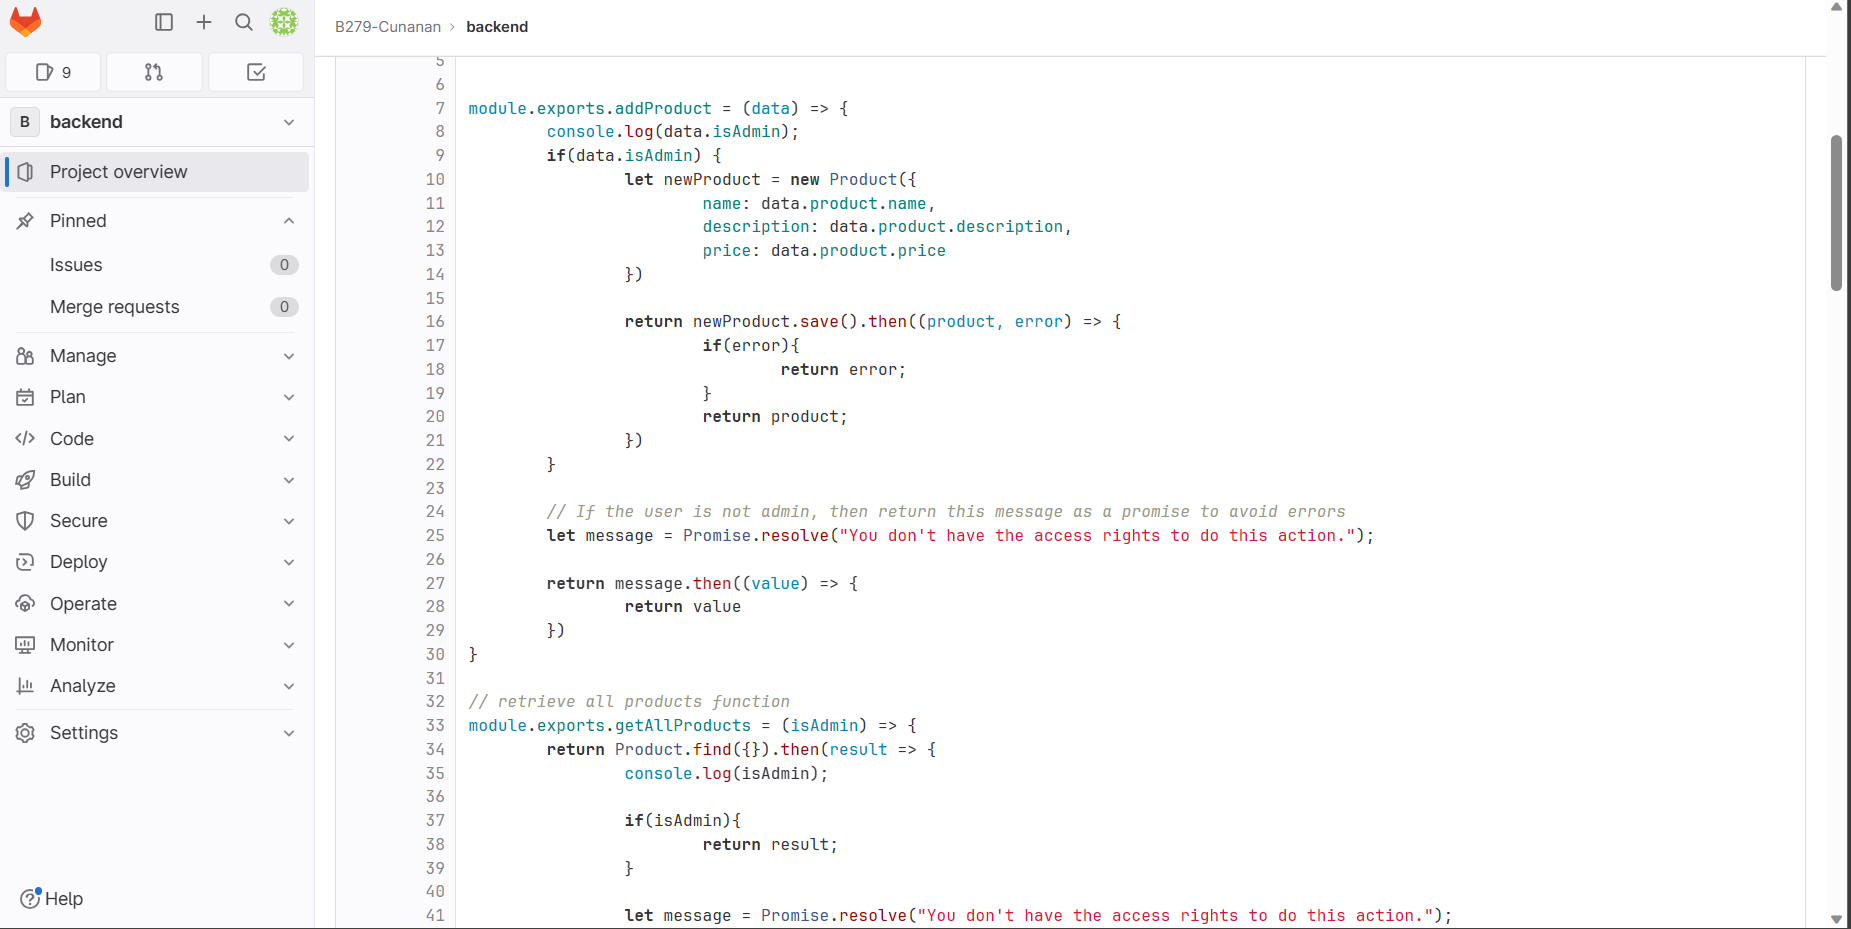 B279-Cunanan › backend
9
B backend
Project overview
Pinned
Issues 0
Merge requests 0
Manage
Plan
Code
Build
Secure
Deploy
Operate
Monitor
Analyze
Settings
Help
5
6
7 module.exports.addProduct = (data) => {
8 console.log(data.isAdmin);
9 if(data.isAdmin) {
10 let newProduct = new Product({
11 name: data.product.name,
12 description: data.product.description,
13 price: data.product.price
14 })
15
16 return newProduct.save().then((product, error) => {
17 if(error){
18 return error;
19 }
20 return product;
21 })
22 }
23
24 // If the user is not admin, then return this message as a promise to avoid errors
25 let message = Promise.resolve("You don't have the access rights to do this action.");
26
27 return message.then((value) => {
28 return value
29 })
30 }
31
32 // retrieve all products function
33 module.exports.getAllProducts = (isAdmin) => {
34 return Product.find({}).then(result => {
35 console.log(isAdmin);
36
37 if(isAdmin){
38 return result;
39 }
40
41 let message = Promise.resolve("You don't have the access rights to do this action.");